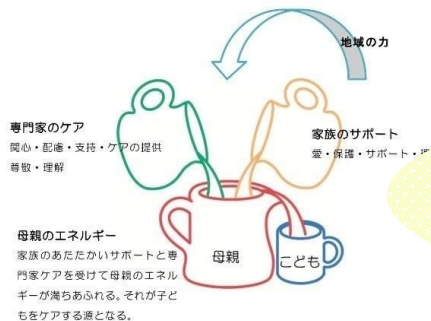 地域の力
専門家のケア
関心・配慮・支持・ケアの提供
尊敬・理解
家族のサポート
愛・保護・サポート・理
母親のエネルギー
家族のあたたかいサポートと専
門家ケアを受けて母親のエネル
ギーが満ちあふれる。それが子ど
もをケアする源となる。
母親
こども